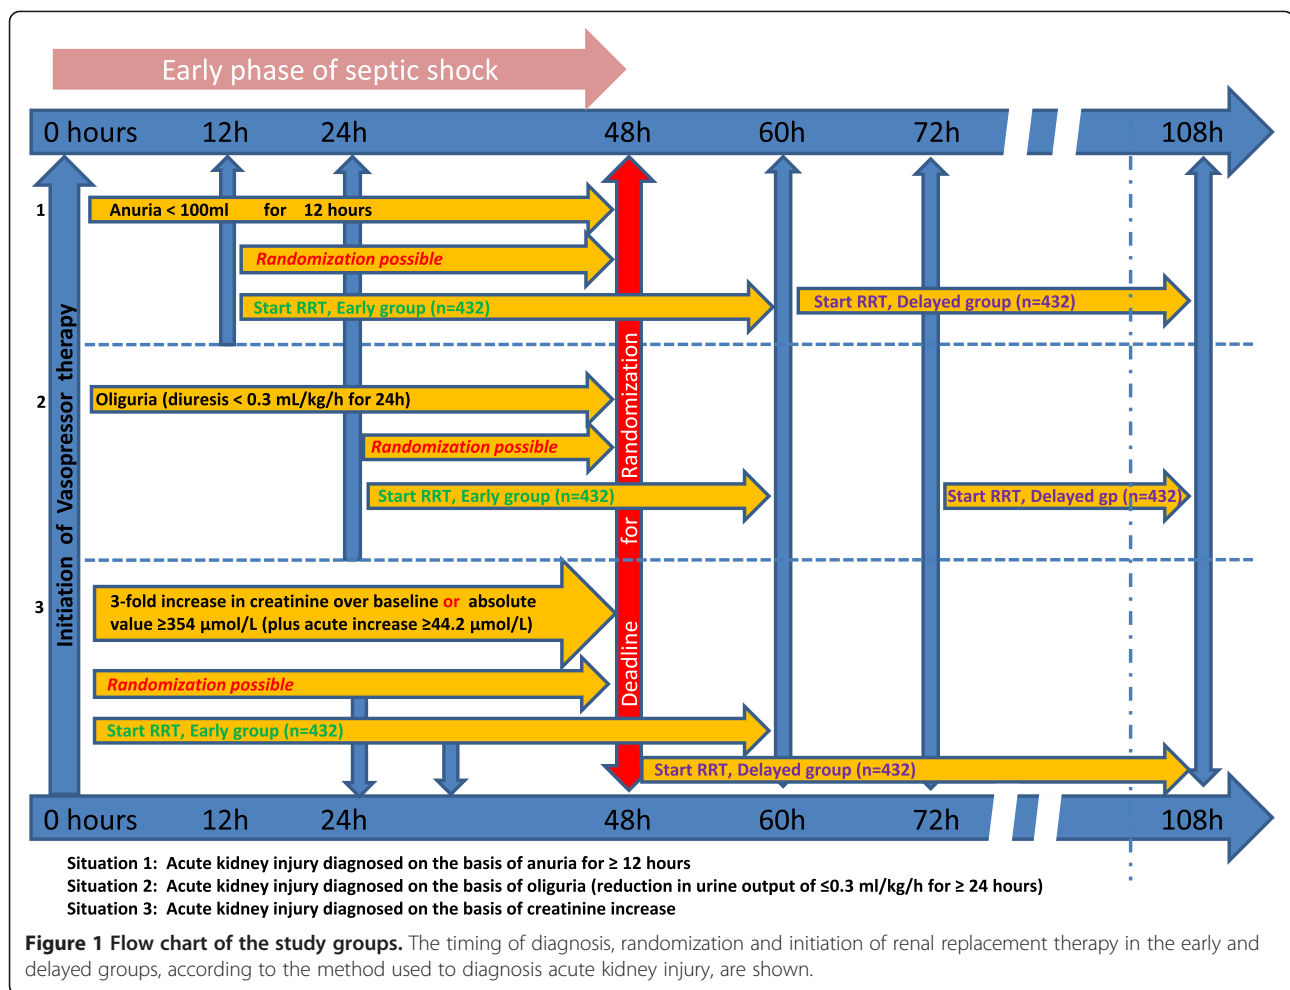 Early phase of septic shock
0 hours 12h 24h 48h 60h 72h 108h
Initiation of Vasopressor therapy
Deadline for Randomization
1 Anuria < 100ml for 12 hours
Randomization possible
Start RRT, Early group (n=432)
Start RRT, Delayed group (n=432)
2 Oliguria (diuresis < 0.3 mL/kg/h for 24h)
Randomization possible
Start RRT, Early group (n=432)
Start RRT, Delayed gp (n=432)
3 3-fold increase in creatinine over baseline or absolute
value ≥354 µmol/L (plus acute increase ≥44.2 µmol/L)
Randomization possible
Start RRT, Early group (n=432)
Start RRT, Delayed group (n=432)
0 hours 12h 24h 48h 60h 72h 108h
Situation 1: Acute kidney injury diagnosed on the basis of anuria for ≥ 12 hours
Situation 2: Acute kidney injury diagnosed on the basis of oliguria (reduction in urine output of ≤0.3 ml/kg/h for ≥ 24 hours)
Situation 3: Acute kidney injury diagnosed on the basis of creatinine increase
Figure 1 Flow chart of the study groups. The timing of diagnosis, randomization and initiation of renal replacement therapy in the early and
delayed groups, according to the method used to diagnosis acute kidney injury, are shown.